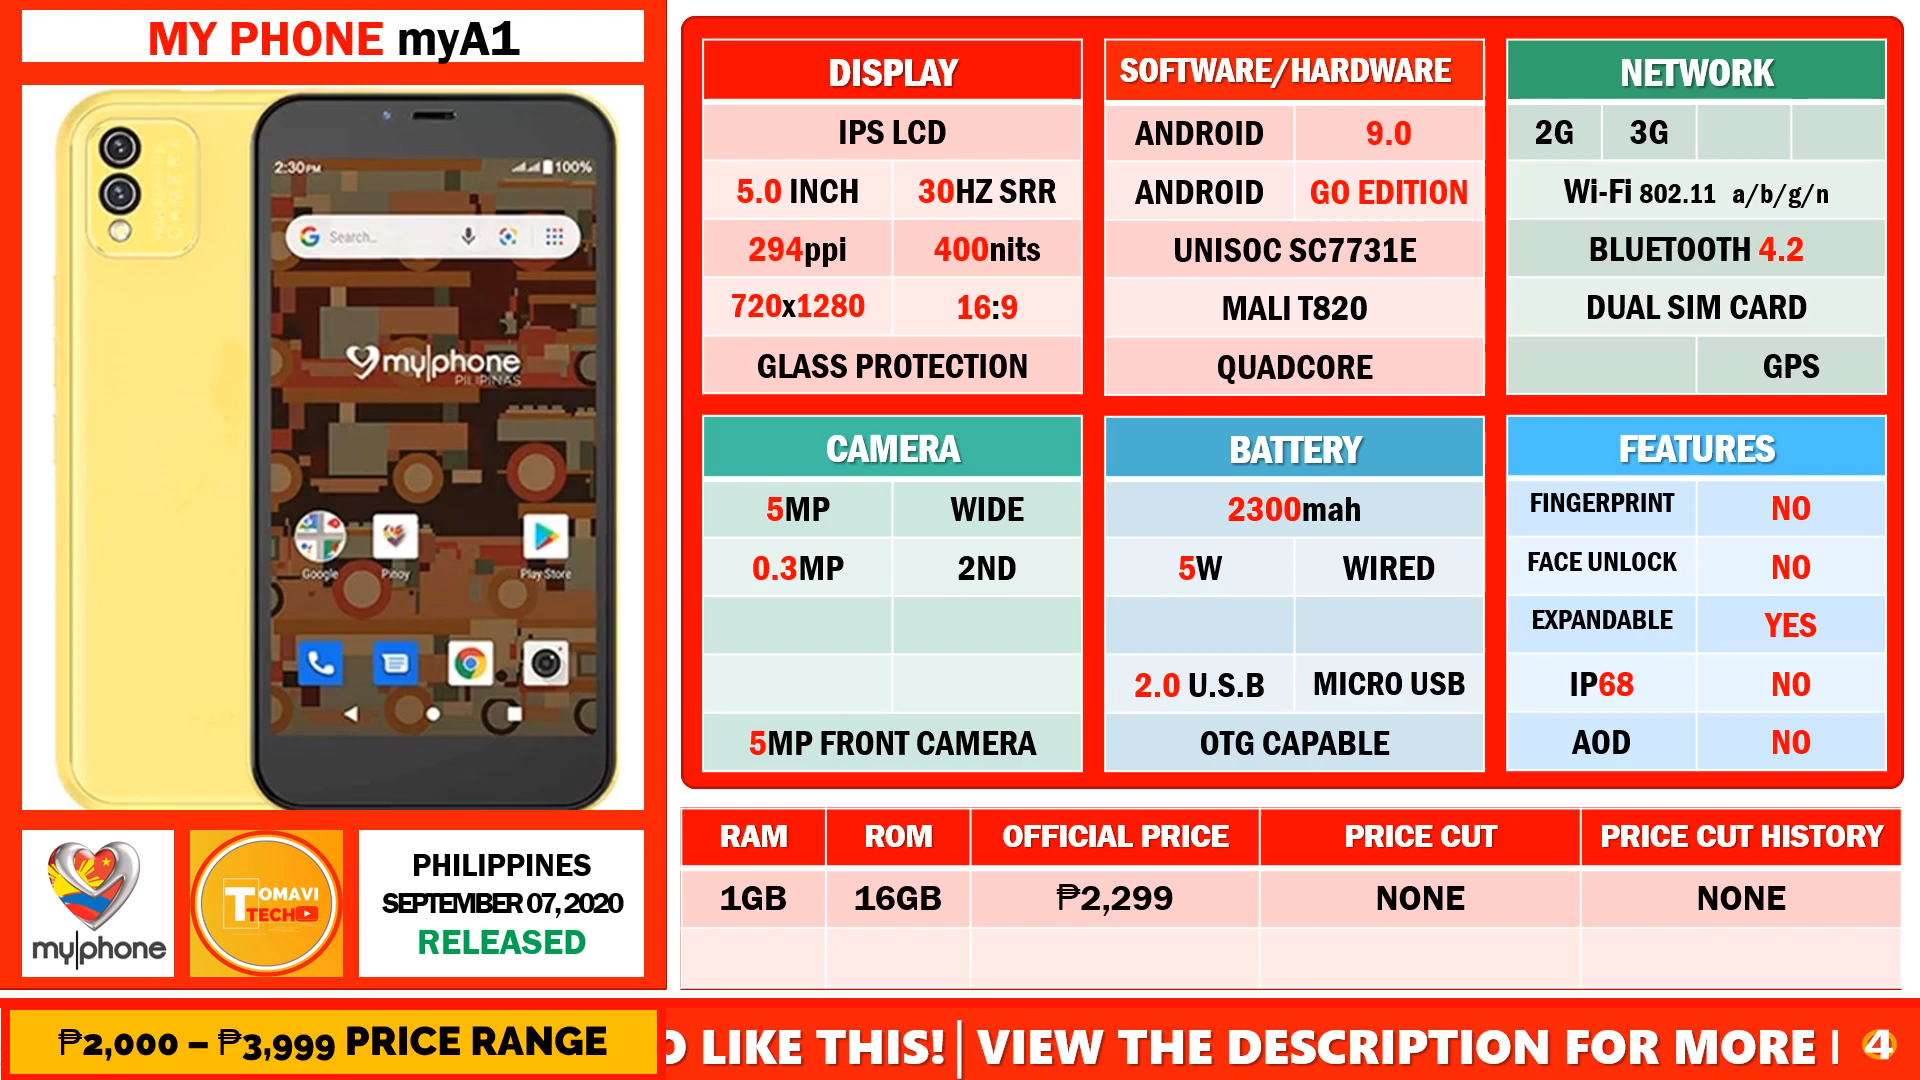 MY PHONE myA1
CAMERA
2:30PM
100%
Search...
my|phone
PILIPINAS
Google
Pinoy
Play Store
my|phone
TOMAVI
TECH
PHILIPPINES
SEPTEMBER 07, 2020
RELEASED
₱2,000 – ₱3,999 PRICE RANGE
DISPLAY
IPS LCD
5.0 INCH 30HZ SRR
294ppi 400nits
720x1280 16:9
GLASS PROTECTION
SOFTWARE/HARDWARE
ANDROID 9.0
ANDROID GO EDITION
UNISOC SC7731E
MALI T820
QUADCORE
NETWORK
2G 3G
Wi-Fi 802.11 a/b/g/n
BLUETOOTH 4.2
DUAL SIM CARD
GPS
CAMERA
5MP WIDE
0.3MP 2ND
5MP FRONT CAMERA
BATTERY
2300mah
5W WIRED
2.0 U.S.B MICRO USB
OTG CAPABLE
FEATURES
FINGERPRINT NO
FACE UNLOCK NO
EXPANDABLE YES
IP68 NO
AOD NO
RAM ROM OFFICIAL PRICE PRICE CUT PRICE CUT HISTORY
1GB 16GB ₱2,299 NONE NONE
O LIKE THIS! | VIEW THE DESCRIPTION FOR MORE | 4